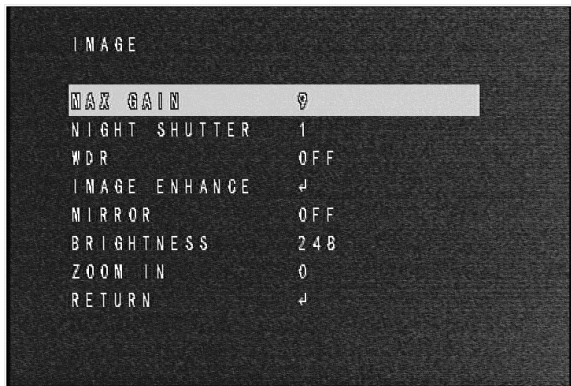 IMAGE
MAX GAIN 9
NIGHT SHUTTER 1
WDR OFF
IMAGE ENHANCE ↲
MIRROR OFF
BRIGHTNESS 248
ZOOM IN 0
RETURN ↲